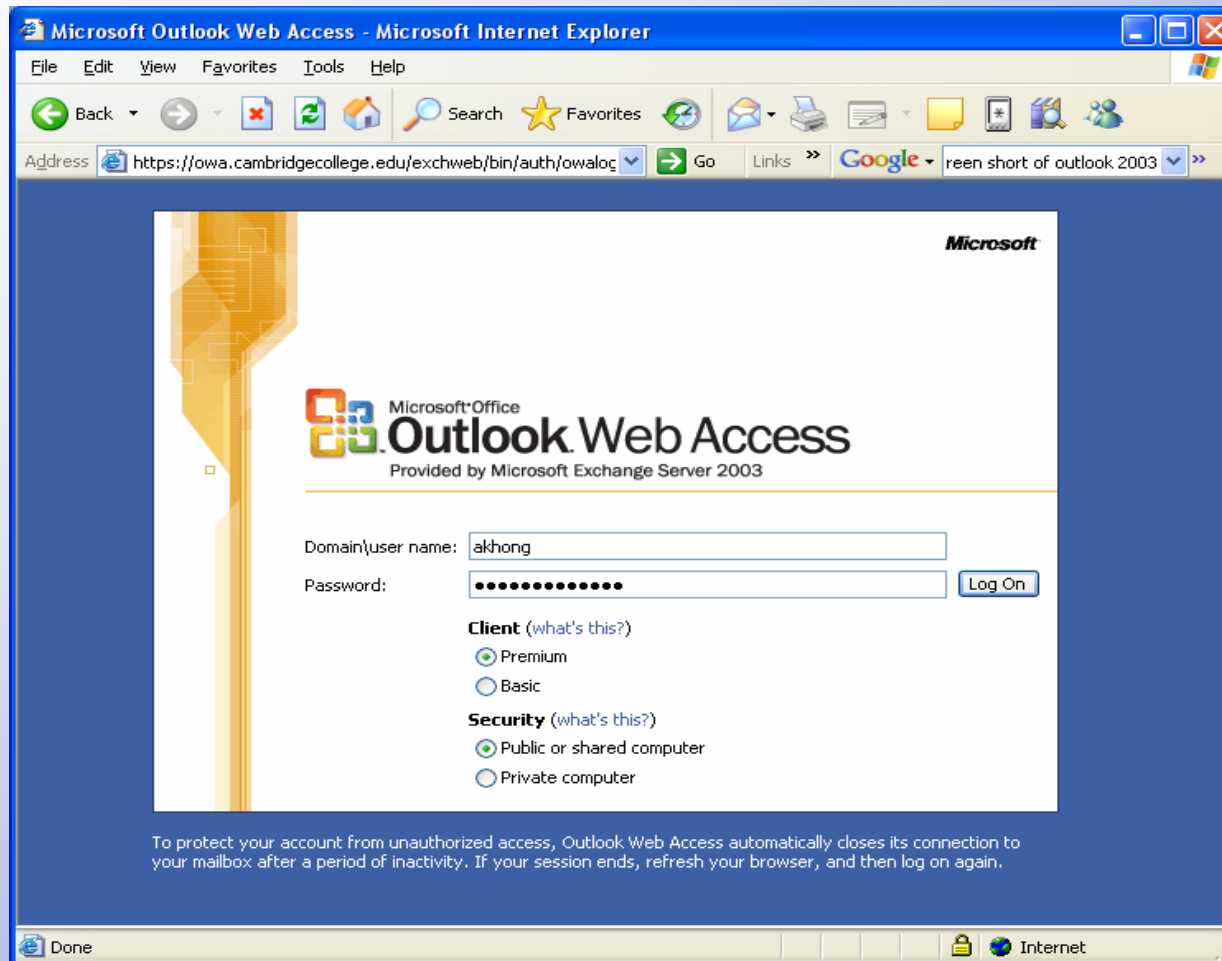 Microsoft Outlook Web Access - Microsoft Internet Explorer
File Edit View Favorites Tools Help
Back Search Favorites
Address https://owa.cambridgecollege.edu/exchweb/bin/auth/owalog Go Links » Google reen short of outlook 2003 »
Microsoft
Microsoft Office
Outlook Web Access
Provided by Microsoft Exchange Server 2003
Domain\user name: akhong
Password: ●●●●●●●●●●●●● Log On
Client (what's this?)
Premium
Basic
Security (what's this?)
Public or shared computer
Private computer
To protect your account from unauthorized access, Outlook Web Access automatically closes its connection to
your mailbox after a period of inactivity. If your session ends, refresh your browser, and then log on again.
Done Internet